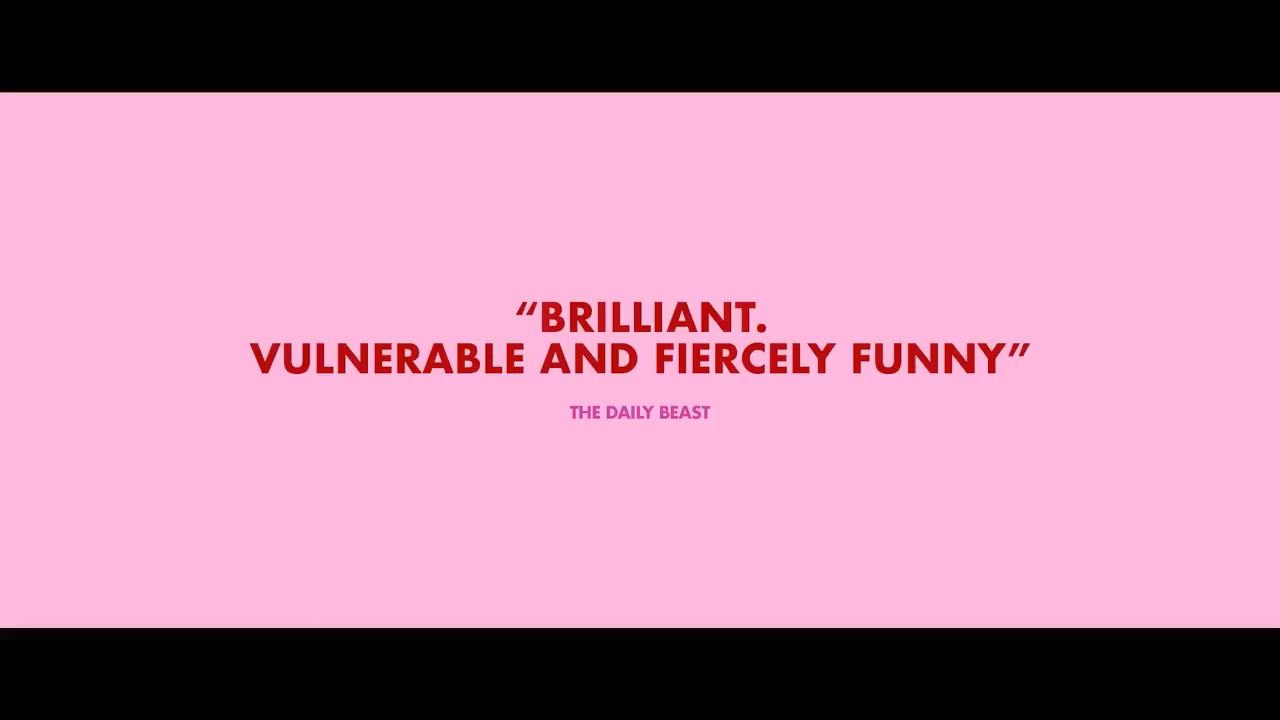 “BRILLIANT.
VULNERABLE AND FIERCELY FUNNY”
THE DAILY BEAST